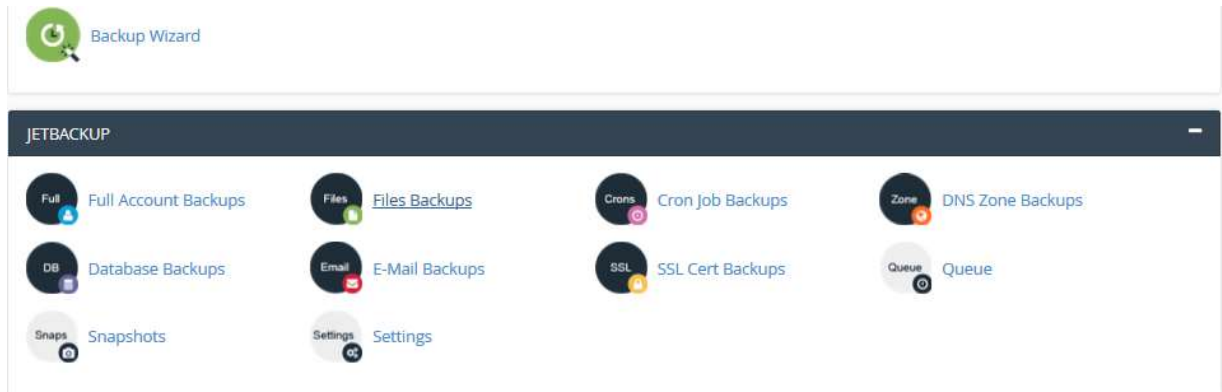 Backup Wizard
JETBACKUP
Full Full Account Backups Files Files Backups Crons Cron Job Backups Zone DNS Zone Backups
DB Database Backups Email E-Mail Backups SSL SSL Cert Backups Queue Queue
Snaps Snapshots Settings Settings